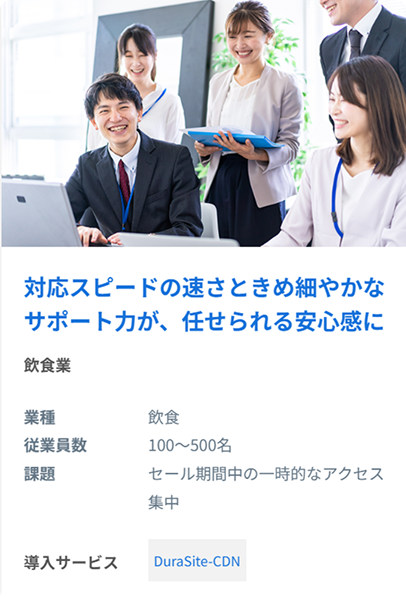 対応スピードの速さときめ細やかな
サポート力が、任せられる安心感に
飲食業
業種 飲食
従業員数 100〜500名
課題 セール期間中の一時的なアクセス
集中
導入サービス DuraSite-CDN